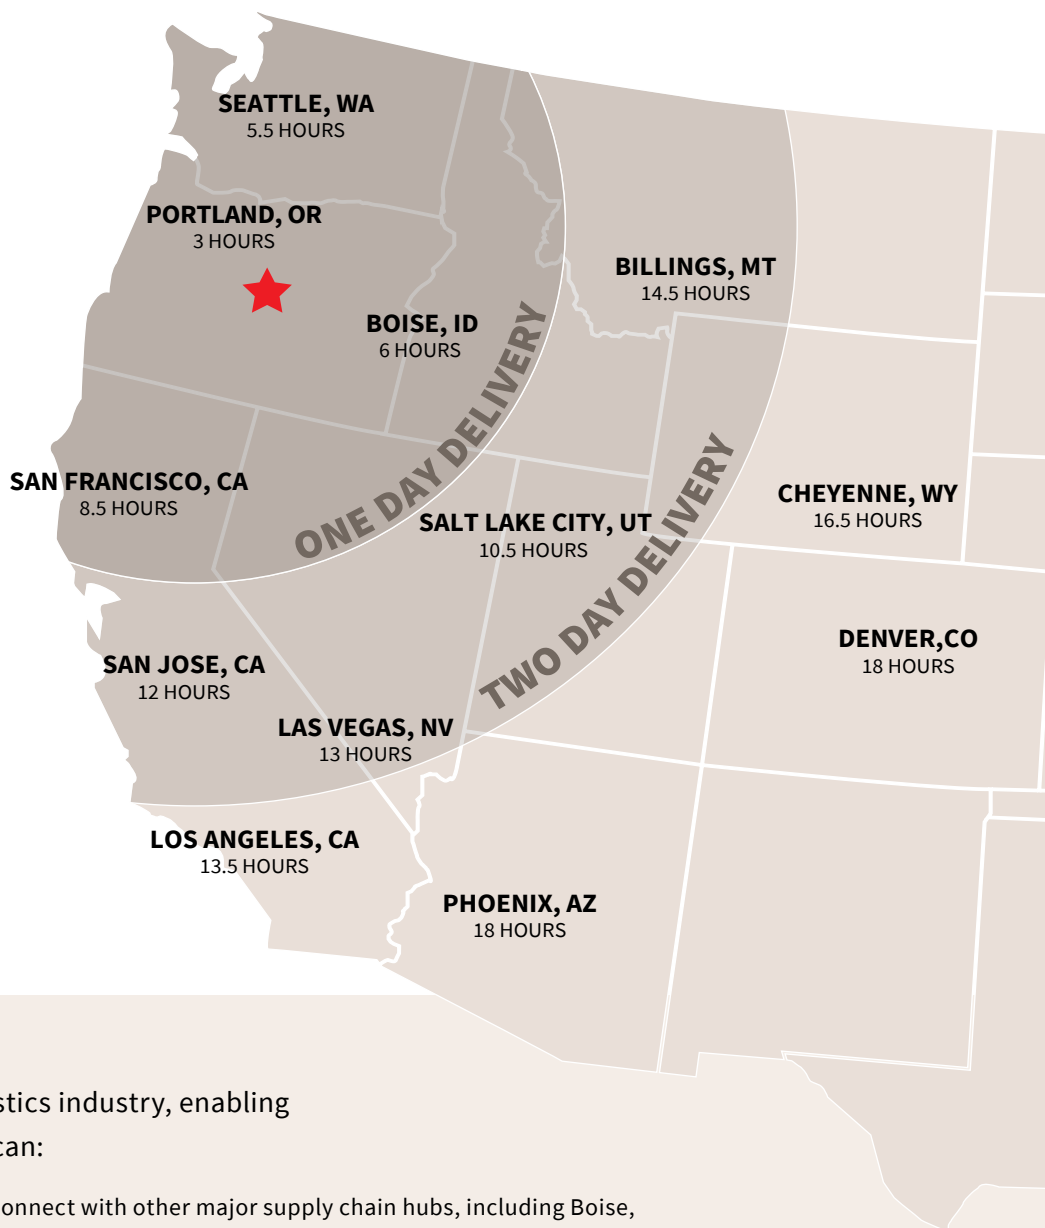 SEATTLE, WA
5.5 HOURS
PORTLAND, OR
3 HOURS
BILLINGS, MT
14.5 HOURS
BOISE, ID
6 HOURS
ONE DAY DELIVERY
SAN FRANCISCO, CA
8.5 HOURS
SALT LAKE CITY, UT
10.5 HOURS
TWO DAY DELIVERY
CHEYENNE, WY
16.5 HOURS
DENVER,CO
18 HOURS
SAN JOSE, CA
12 HOURS
LAS VEGAS, NV
13 HOURS
LOS ANGELES, CA
13.5 HOURS
PHOENIX, AZ
18 HOURS
stics industry, enabling
can:
onnect with other major supply chain hubs, including Boise,